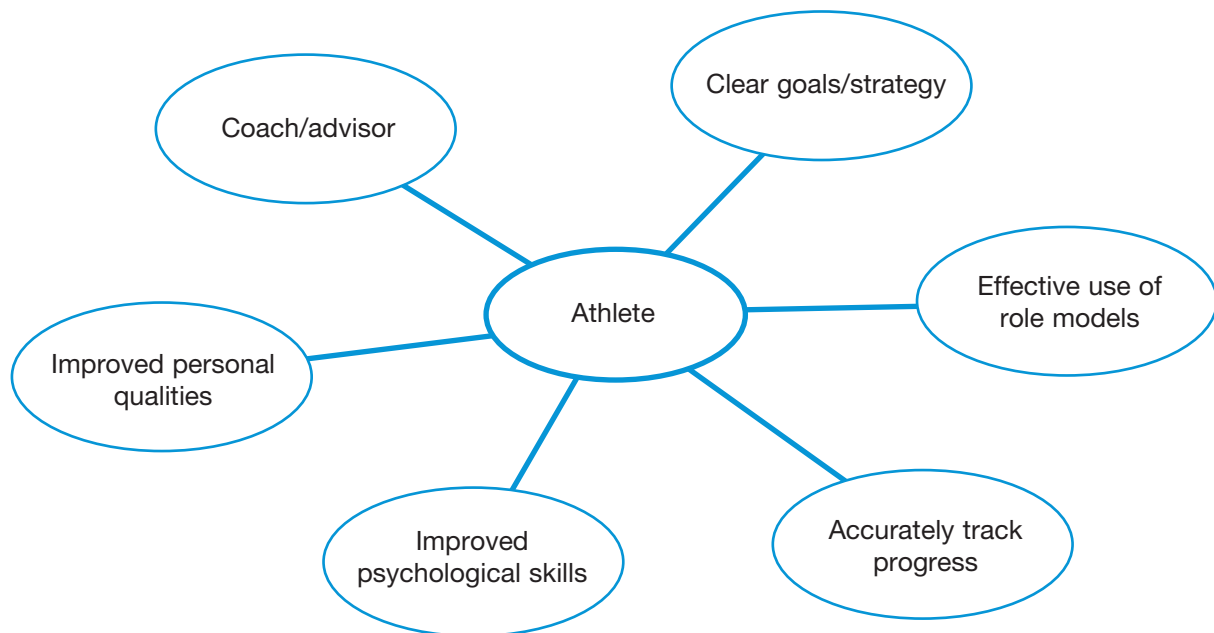 Clear goals/strategy
Coach/advisor
Effective use of
role models
Athlete
Improved personal
qualities
Accurately track
progress
Improved
psychological skills